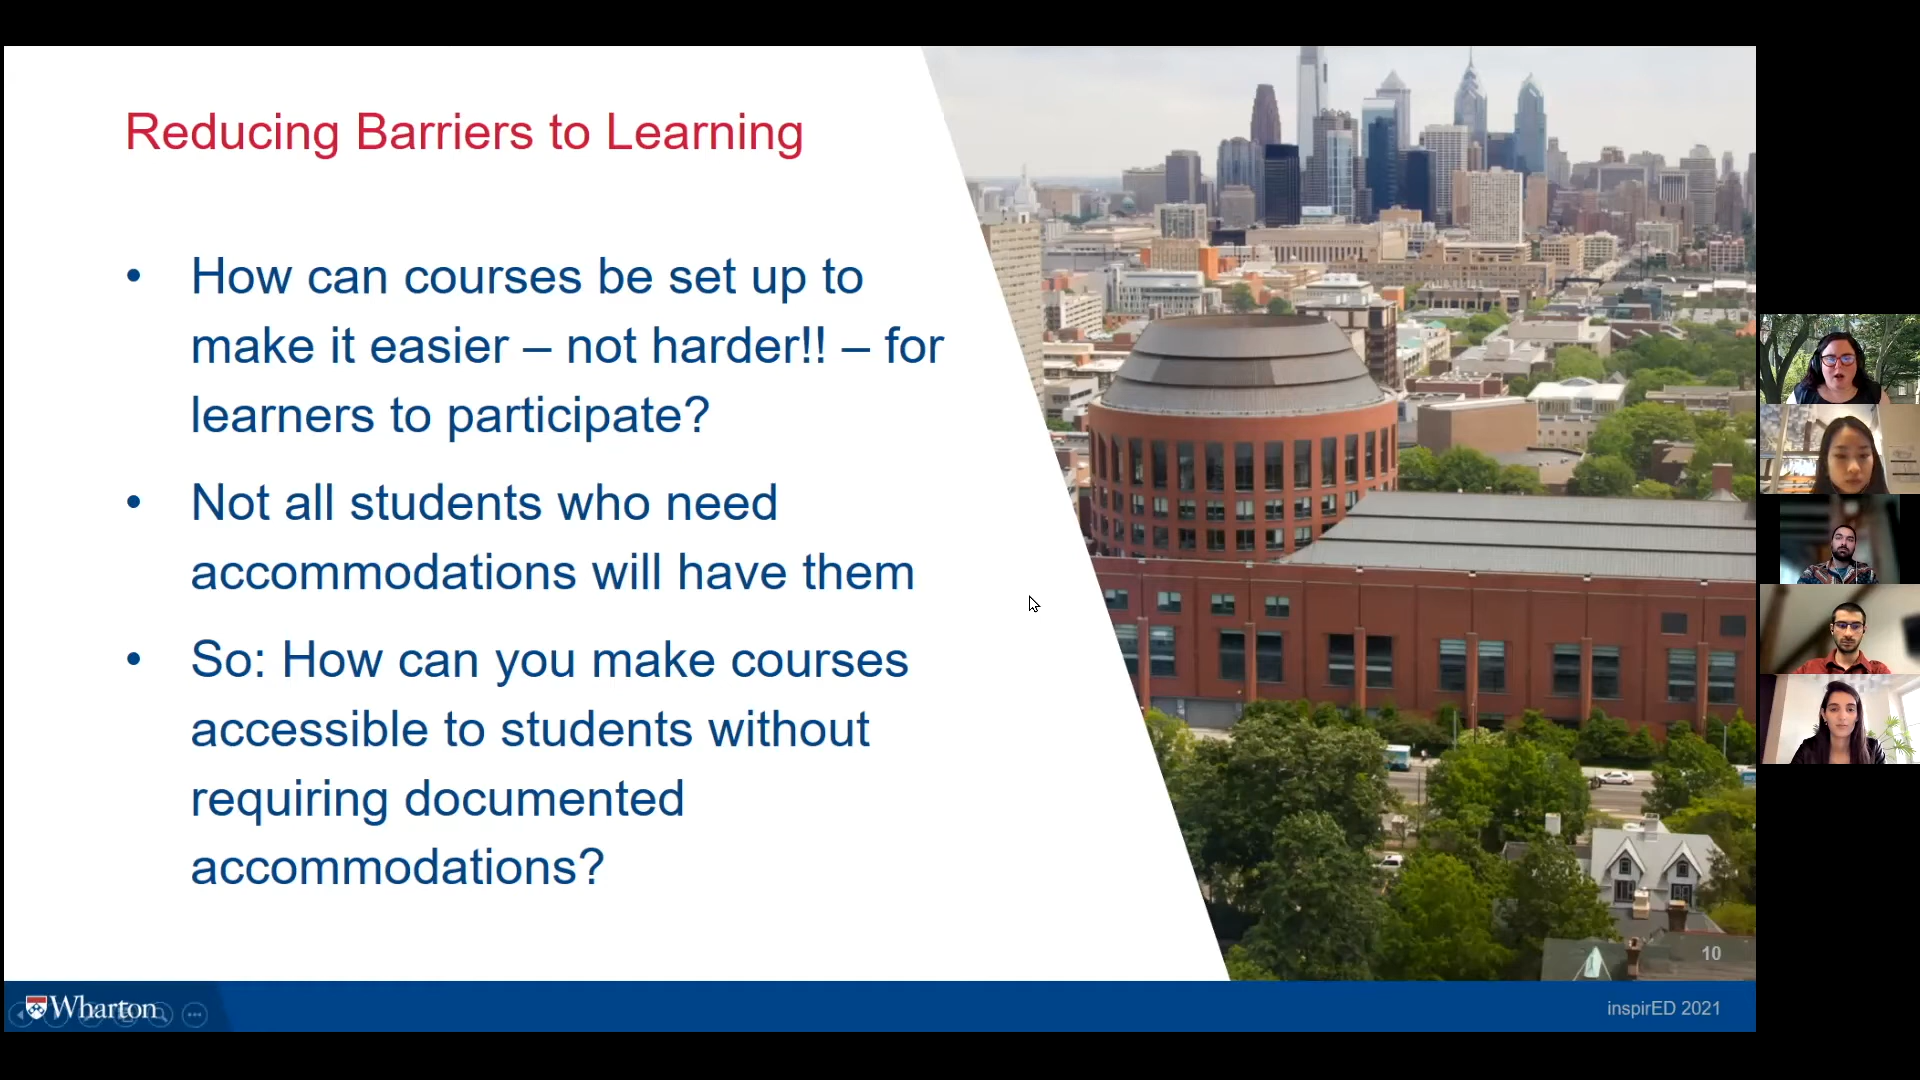 Reducing Barriers to Learning
• How can courses be set up to
make it easier – not harder!! – for
learners to participate?
• Not all students who need
accommodations will have them
• So: How can you make courses
accessible to students without
requiring documented
accommodations?
10
Wharton
inspirED 2021